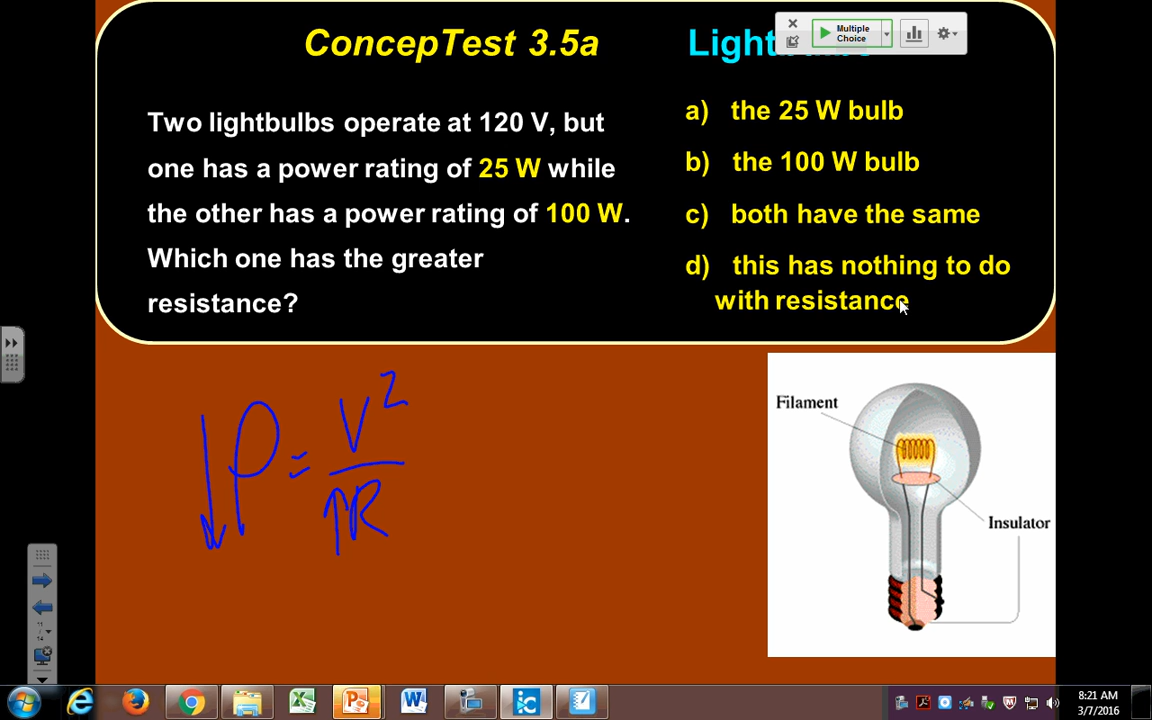 ConcepTest 3.5a
Light
Multiple
Choice
Two lightbulbs operate at 120 V, but
one has a power rating of 25 W while
the other has a power rating of 100 W.
Which one has the greater
resistance?
a) the 25 W bulb
b) the 100 W bulb
c) both have the same
d) this has nothing to do
with resistance
↓P = V²
↑R
Filament
Insulator
11
/
14
8:21 AM
3/7/2016